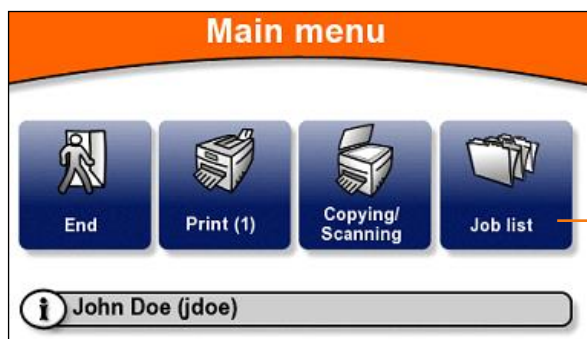 Main menu
End
Print (1)
Copying/
Scanning
Job list
John Doe (jdoe)